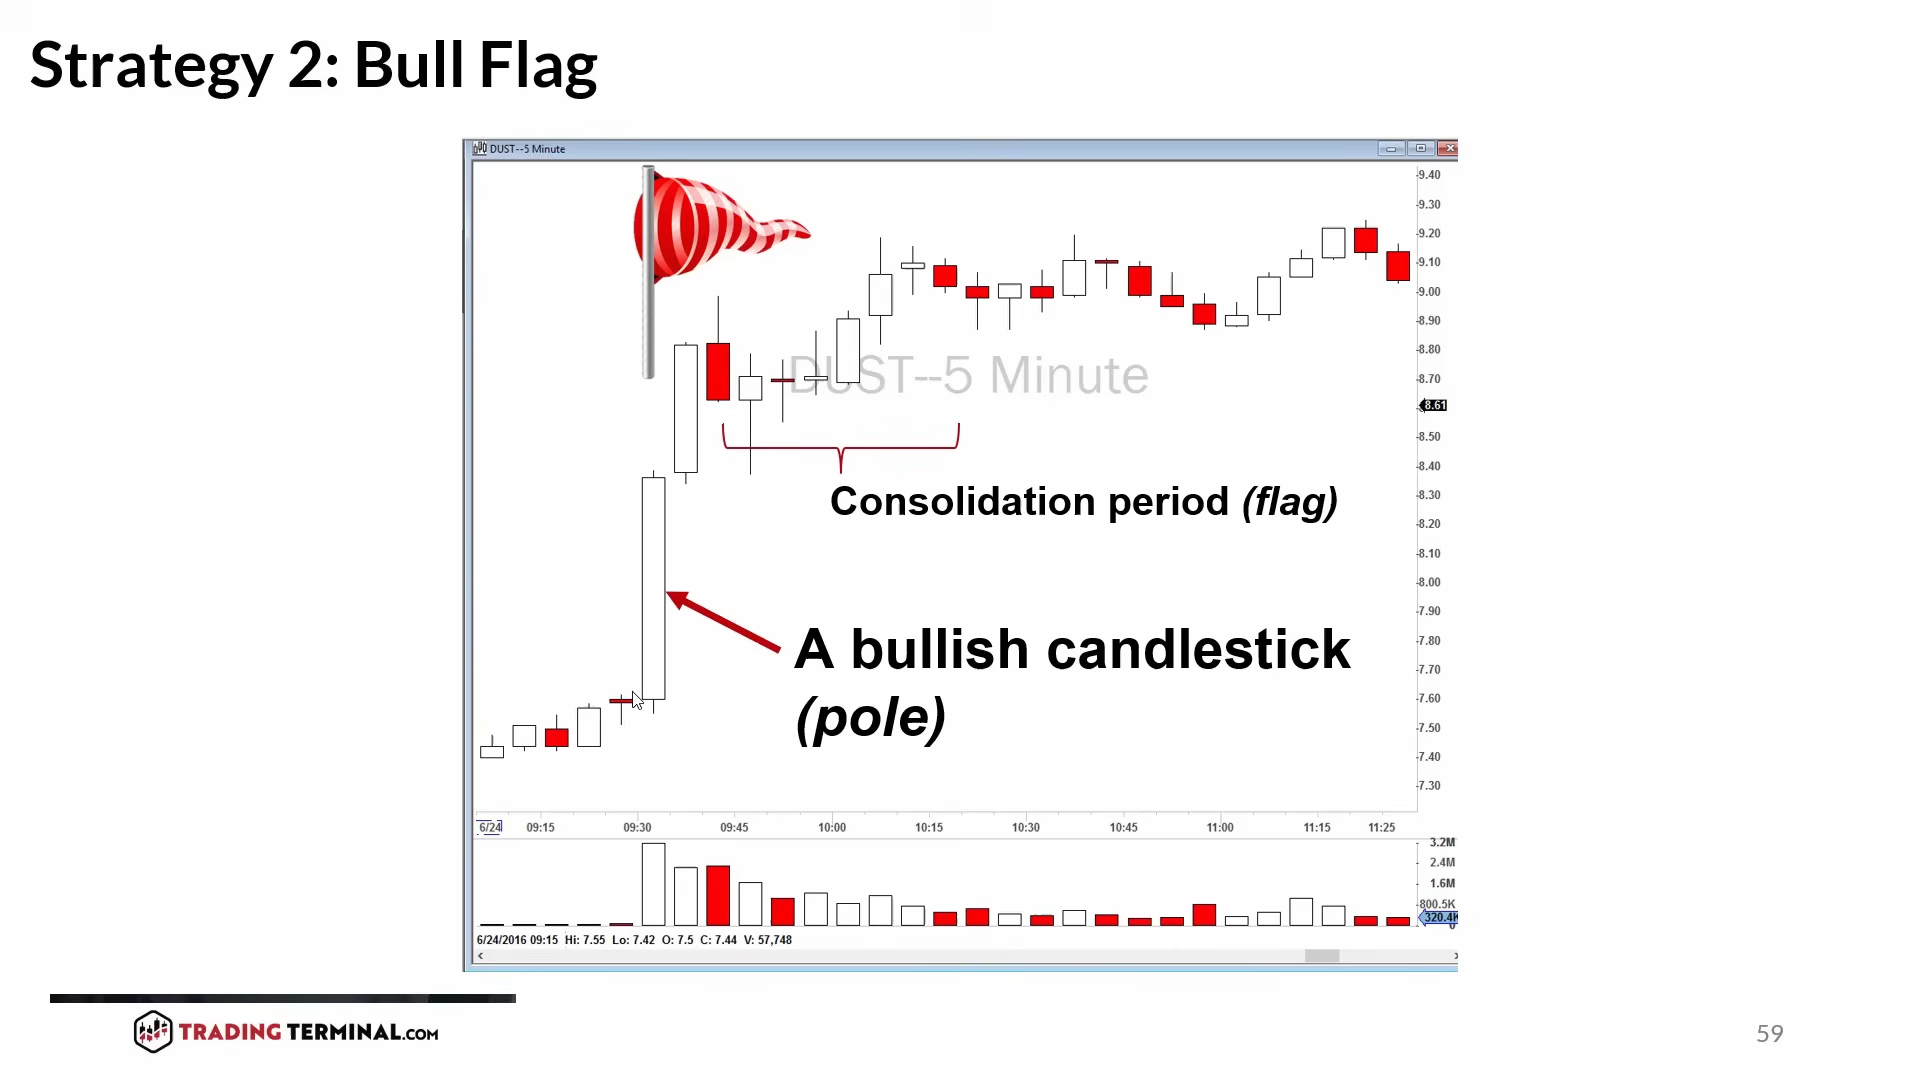 Strategy 2: Bull Flag
DUST--5 Minute
9.40
9.30
9.20
9.10
9.00
8.90
8.80
DUST--5 Minute
8.70
8.61
8.50
8.40
Consolidation period (flag)
8.30
8.20
8.10
8.00
7.90
A bullish candlestick
7.80
7.70
(pole)
7.60
7.50
7.40
7.30
6/24 09:15 09:30 09:45 10:00 10:15 10:30 10:45 11:00 11:15 11:25
3.2M
2.4M
1.6M
800.5K
320.4K
0
6/24/2016 09:15 Hi: 7.55 Lo: 7.42 O: 7.5 C: 7.44 V: 57,748
TRADING TERMINAL.COM
59